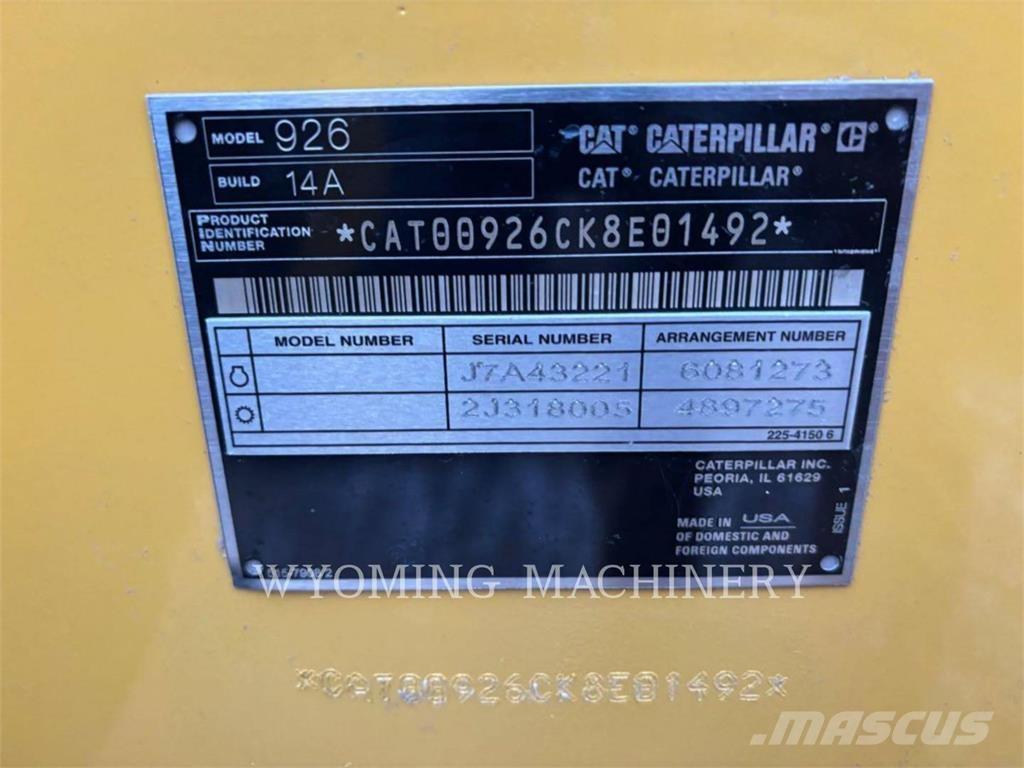 MODEL 926
BUILD 14A
CAT® CATERPILLAR® C®
CAT® CATERPILLAR®
PRODUCT
IDENTIFICATION
NUMBER
*CAT00926CK8E01492*
MODEL NUMBER SERIAL NUMBER ARRANGEMENT NUMBER
J7A43221 6081273
2J318005 4897275
225-4150 6
CATERPILLAR INC.
PEORIA, IL 61629
USA
MADE IN USA
OF DOMESTIC AND
FOREIGN COMPONENTS
ISSUE 1
WYOMING MACHINERY
*CAT00926CK8E01492*
MASCUS